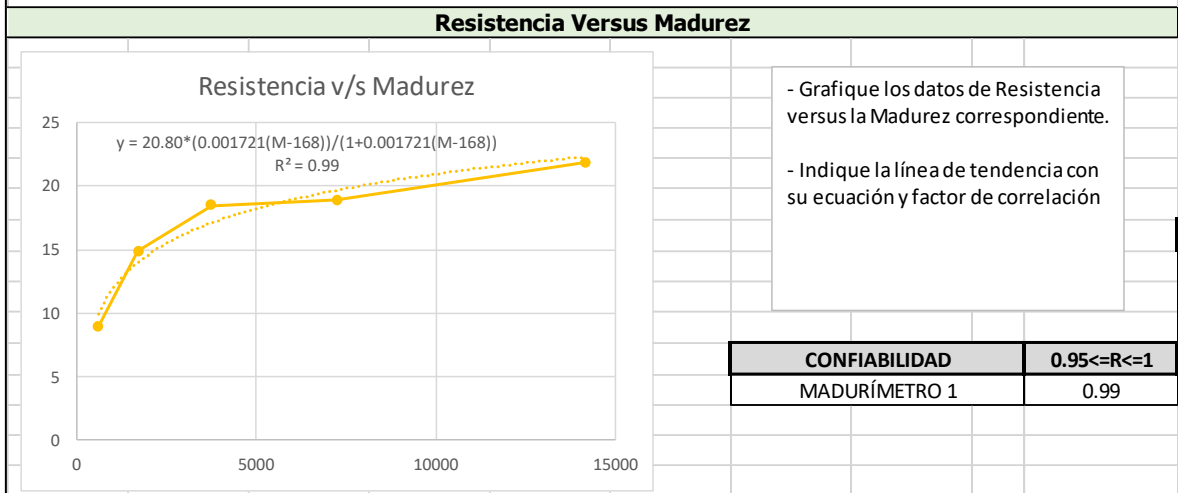 Resistencia Versus Madurez
Resistencia v/s Madurez
y = 20.80*(0.001721(M-168))/(1+0.001721(M-168))
R² = 0.99
25
20
15
10
5
0
0
5000
10000
15000
- Grafique los datos de Resistencia
versus la Madurez correspondiente.
- Indique la línea de tendencia con
su ecuación y factor de correlación
CONFIABILIDAD 0.95<=R<=1
MADURÍMETRO 1 0.99